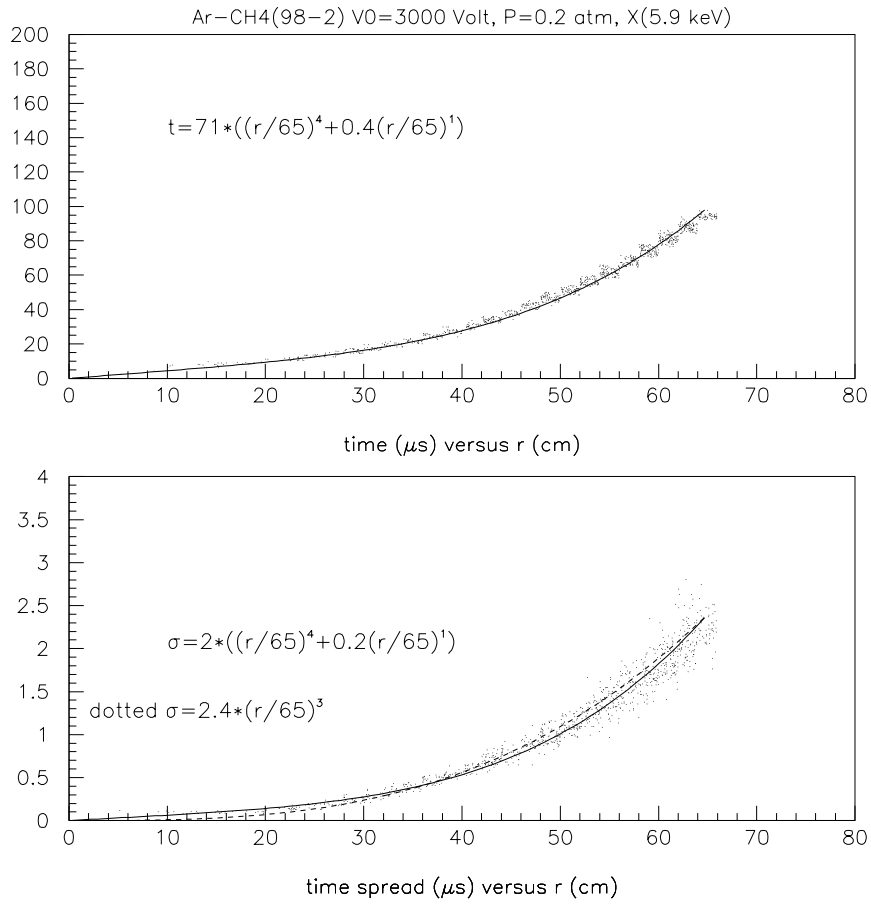 Ar-CH4(98-2) V0=3000 Volt, P=0.2 atm, X(5.9 keV)
200
180
160
140
120
100
80
60
40
20
0
t=71*((r/65)⁴+0.4(r/65)¹)
0 10 20 30 40 50 60 70 80
time (μs) versus r (cm)
4
3.5
3
2.5
2
1.5
1
0.5
0
σ=2*((r/65)⁴+0.2(r/65)¹)
dotted σ=2.4*(r/65)³
0 10 20 30 40 50 60 70 80
time spread (μs) versus r (cm)